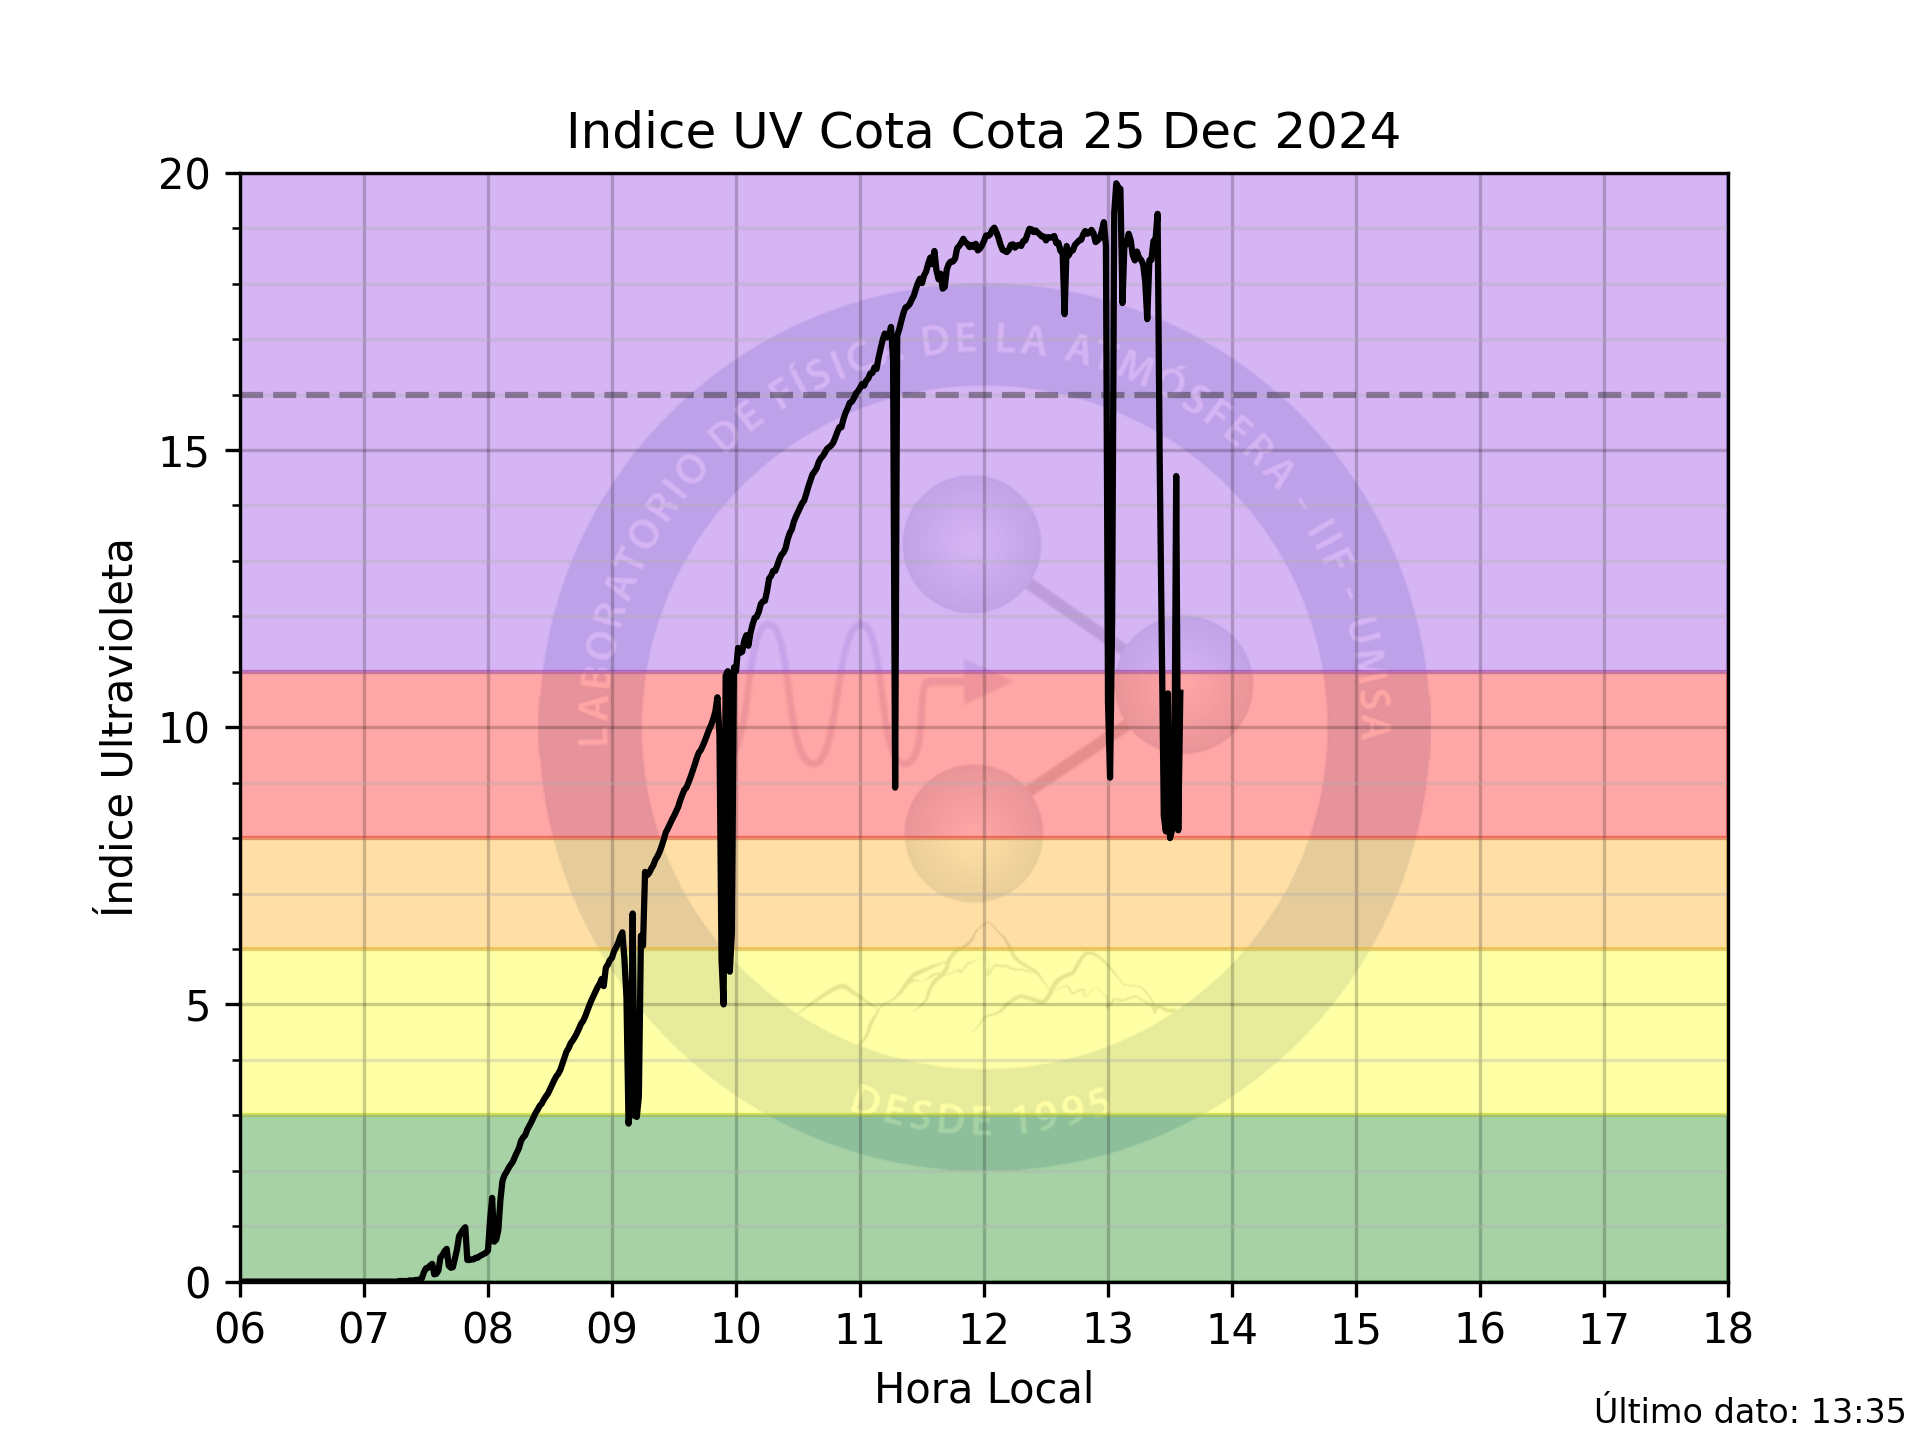 Indice UV Cota Cota 25 Dec 2024
20
15
10
5
0
Índice Ultravioleta
LABORATORIO DE FÍSICA DE LA ATMÓSFERA - IIF - UMSA
DESDE 1995
06 07 08 09 10 11 12 13 14 15 16 17 18
Hora Local
Último dato: 13:35